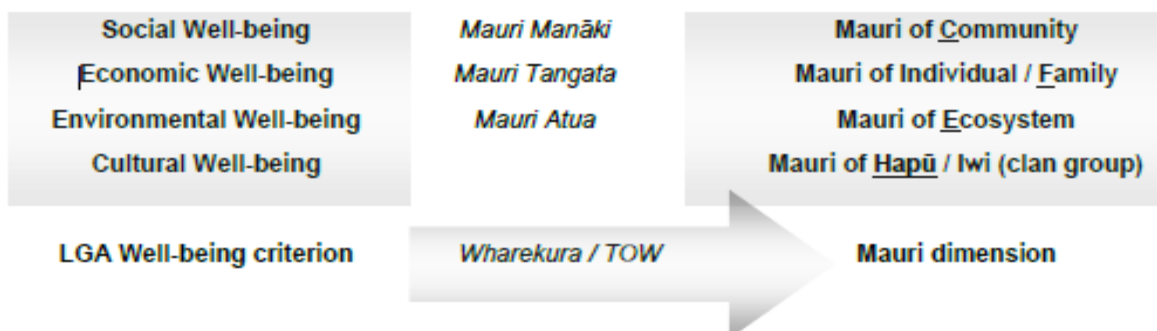 Social Well-being Mauri Manāki Mauri of Community
Economic Well-being Mauri Tangata Mauri of Individual / Family
Environmental Well-being Mauri Atua Mauri of Ecosystem
Cultural Well-being Mauri of Hapū / Iwi (clan group)
LGA Well-being criterion Wharekura / TOW Mauri dimension